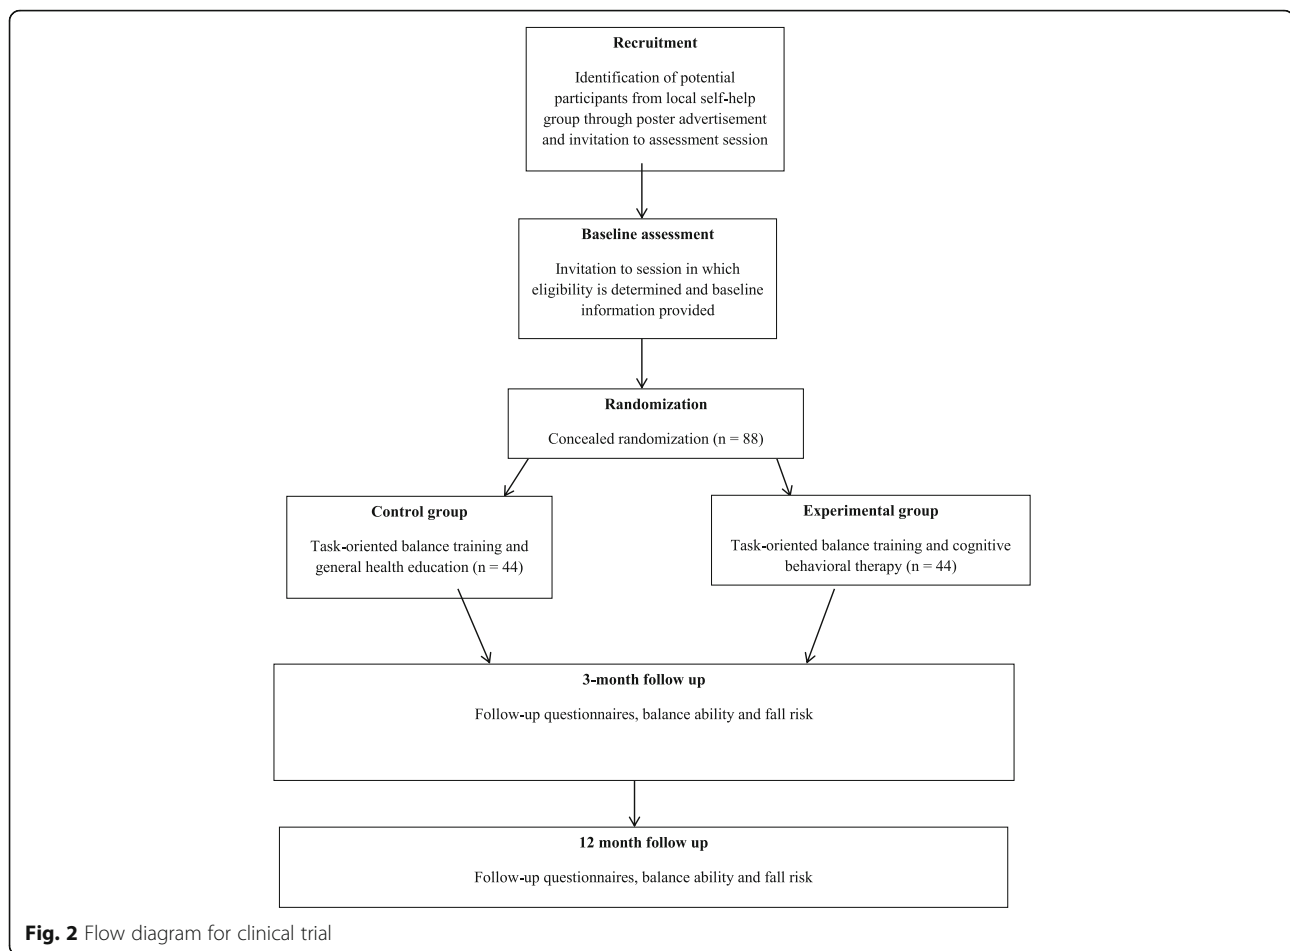 Recruitment
Identification of potential
participants from local self-help
group through poster advertisement
and invitation to assessment session
Baseline assessment
Invitation to session in which
eligibility is determined and baseline
information provided
Randomization
Concealed randomization (n = 88)
Control group
Task-oriented balance training and
general health education (n = 44)
Experimental group
Task-oriented balance training and cognitive
behavioral therapy (n = 44)
3-month follow up
Follow-up questionnaires, balance ability and fall risk
12 month follow up
Follow-up questionnaires, balance ability and fall risk
Fig. 2 Flow diagram for clinical trial